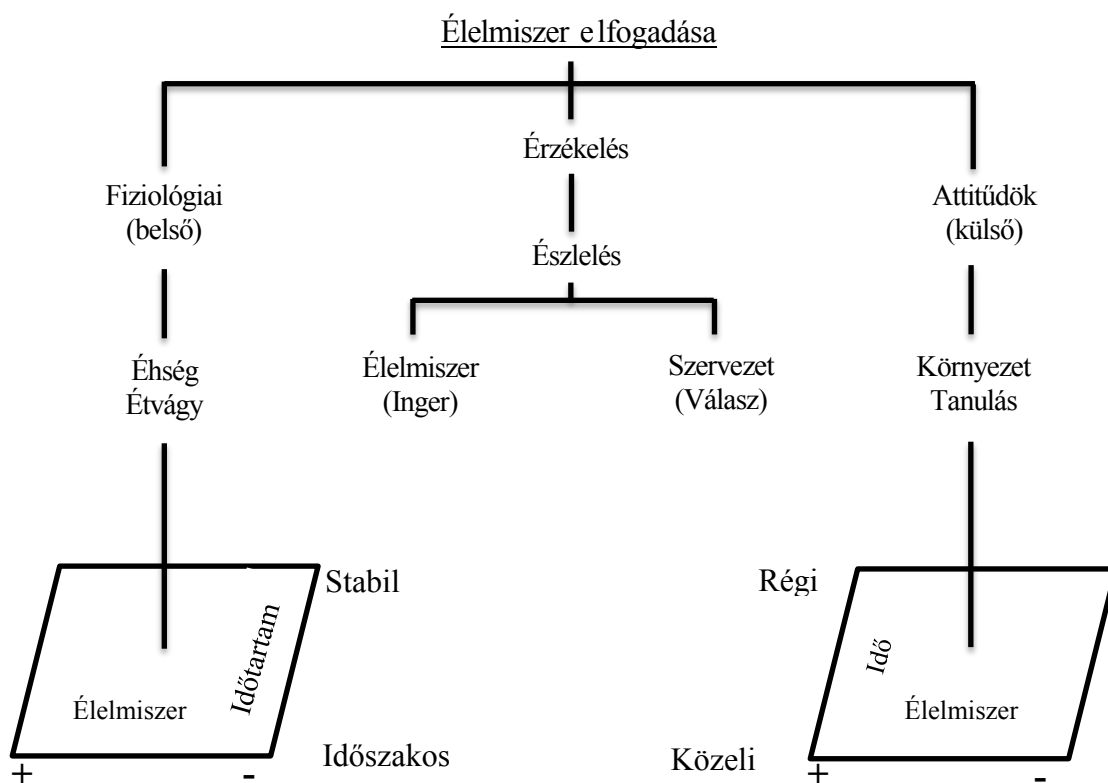 Élelmiszer elfogadása
Érzékelés
Fiziológiai
(belső)
Attitűdök
(külső)
Észlelés
Éhség
Étvágy
Élelmiszer
(Inger)
Szervezet
(Válasz)
Környezet
Tanulás
Stabil
Időtartam
Élelmiszer
Időszakos
+
-
Régi
Idő
Élelmiszer
Közeli
+
-